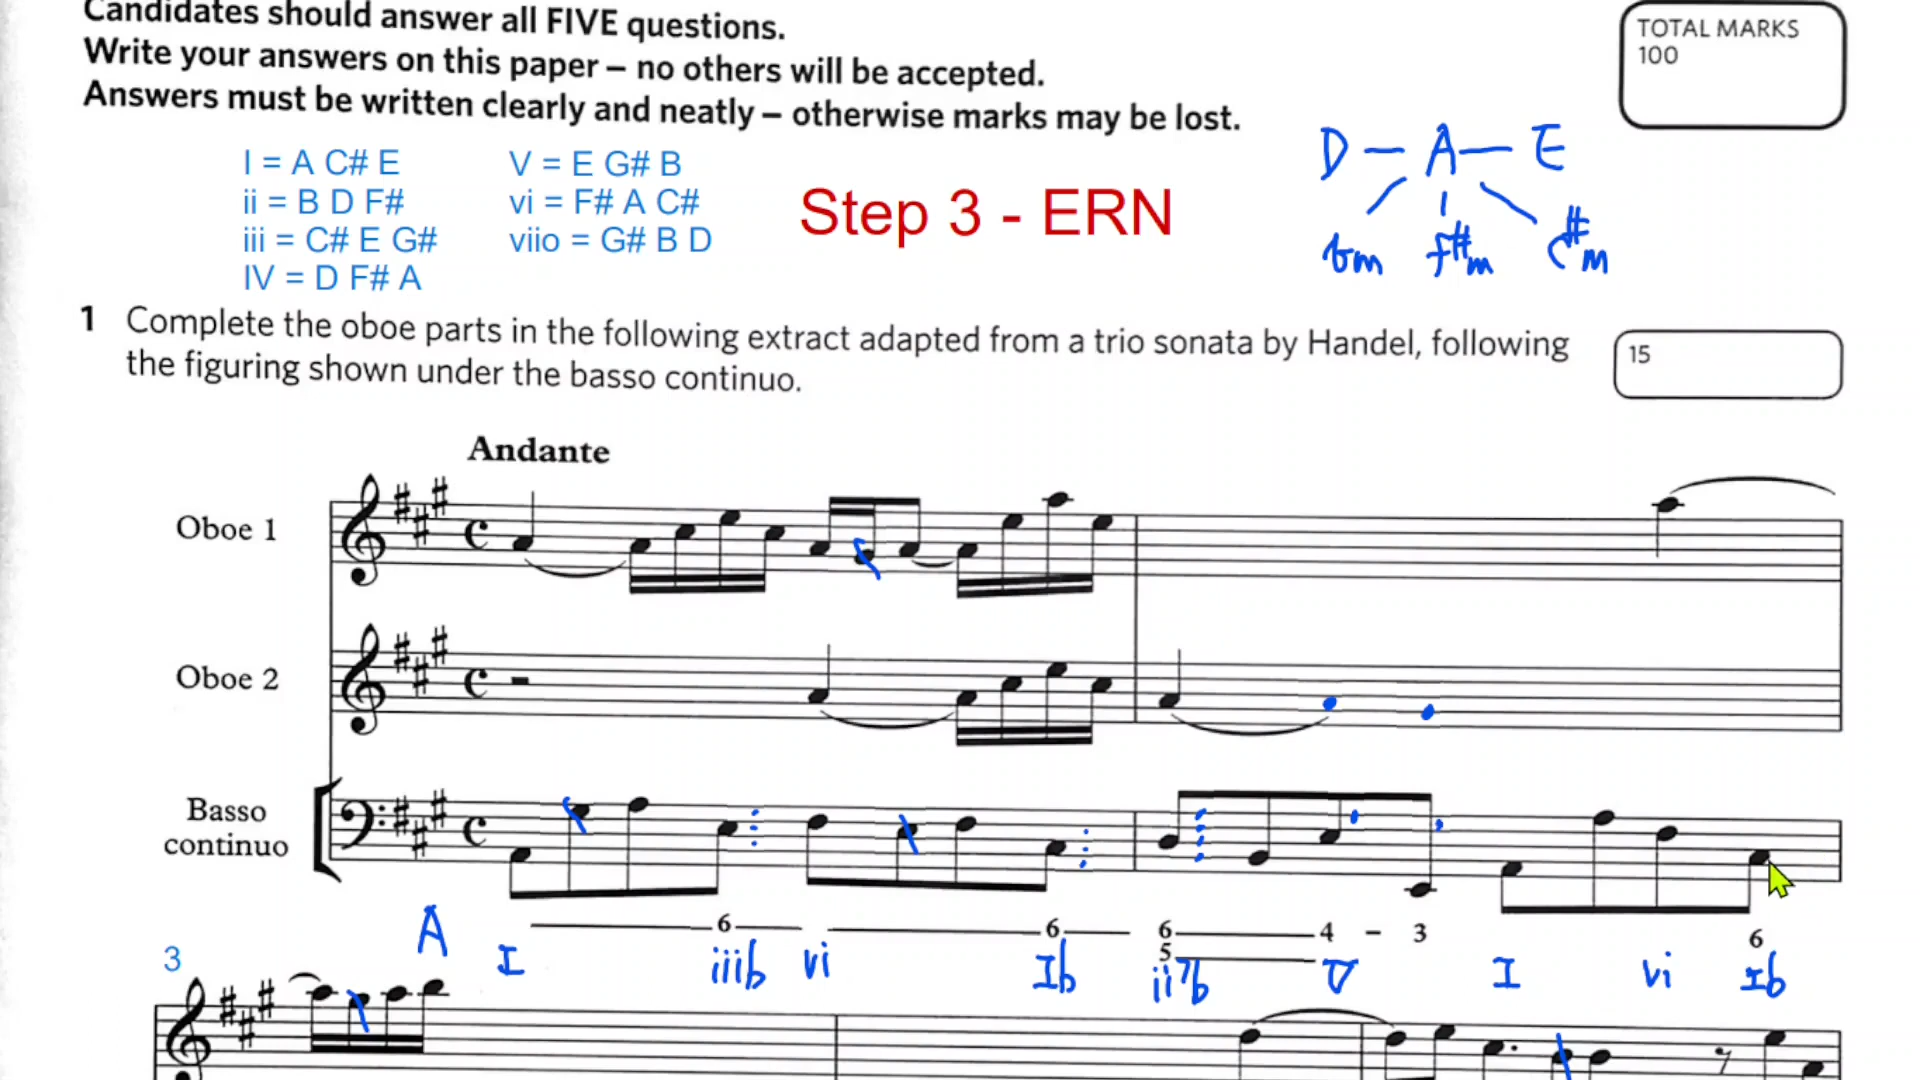 Candidates should answer all FIVE questions.
Write your answers on this paper – no others will be accepted.
Answers must be written clearly and neatly – otherwise marks may be lost.
TOTAL MARKS
100
I = A C# E
V = E G# B
ii = B D F#
vi = F# A C#
iii = C# E G#
viio = G# B D
IV = D F# A
Step 3 - ERN
D – A – E
bm f#m c#m
1 Complete the oboe parts in the following extract adapted from a trio sonata by Handel, following
the figuring shown under the basso continuo.
15
Andante
Oboe 1
Oboe 2
Basso
continuo
6 6 6 4 – 3 6
5
A I iiib vi Ib ii7b V I vi Ib
3